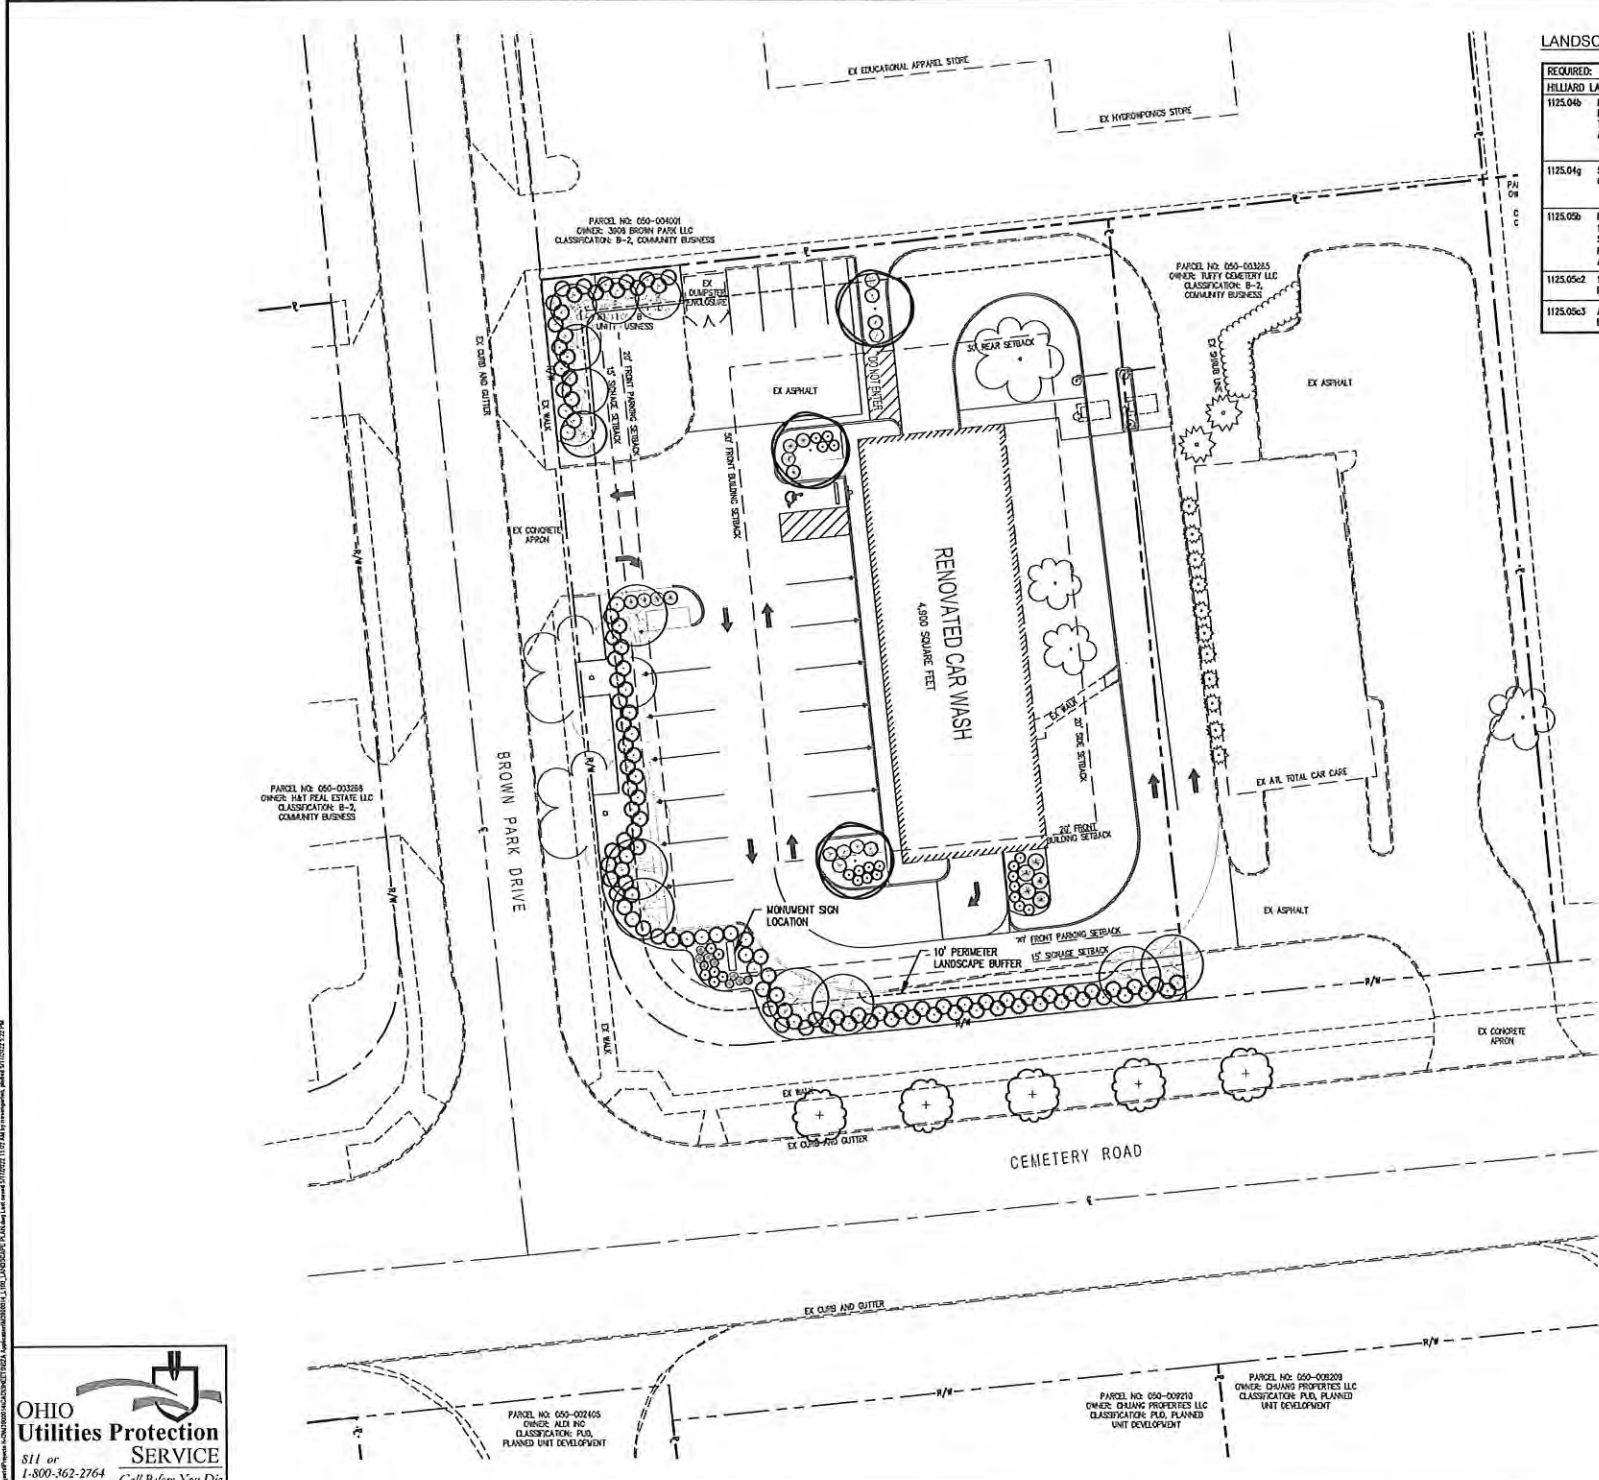 EX EDUCATIONAL APPAREL STORE
EX HYDROPONICS STORE
LANDSC
REQUIRED:
HILLIARD LA
1125.04b
1125.04g
1125.05b
1125.05c2
1125.05c3
PARCEL NO: 050-004001
OWNER: 3908 BROWN PARK LLC
CLASSIFICATION: B-2, COMMUNITY BUSINESS
PARCEL NO: 050-003265
OWNER: TUFFY CEMETERY LLC
CLASSIFICATION: B-2,
COMMUNITY BUSINESS
EX
DUMPSTER
ENCLOSURE
30' REAR SETBACK
EX CURB AND GUTTER
R/W
EX WALK
15' SIGNAGE SETBACK
20' FRONT PARKING SETBACK
EX ASPHALT
DO NOT ENTER
EX SHRUB LINE
EX ASPHALT
50' FRONT BUILDING SETBACK
EX CONCRETE
APRON
R/W
RENOVATED CAR WASH
4,900 SQUARE FEET
EX WALK
20' SIDE SETBACK
R/W
BROWN PARK DRIVE
EX ATL TOTAL CAR CARE
PARCEL NO: 050-003268
OWNER: H&T REAL ESTATE LLC
CLASSIFICATION: B-2,
COMMUNITY BUSINESS
20' FRONT
BUILDING SETBACK
R/W
MONUMENT SIGN
LOCATION
EX ASPHALT
FRONT PARKING SETBACK
10' PERIMETER
LANDSCAPE BUFFER
15' SIGNAGE SETBACK
R/W
R/W
EX WALK
EX CONCRETE
APRON
EX WALK
EX CURB AND GUTTER
CEMETERY ROAD
EX CURB AND GUTTER
R/W
R/W
PARCEL NO: 050-002405
OWNER: ALDI INC
CLASSIFICATION: PUD,
PLANNED UNIT DEVELOPMENT
PARCEL NO: 050-009210
OWNER: CHUANG PROPERTIES LLC
CLASSIFICATION: PUD, PLANNED
UNIT DEVELOPMENT
PARCEL NO: 050-009209
OWNER: CHUANG PROPERTIES LLC
CLASSIFICATION: PUD, PLANNED
UNIT DEVELOPMENT
OHIO
Utilities Protection
SERVICE
811 or
1-800-362-2764
Call Before You Dig